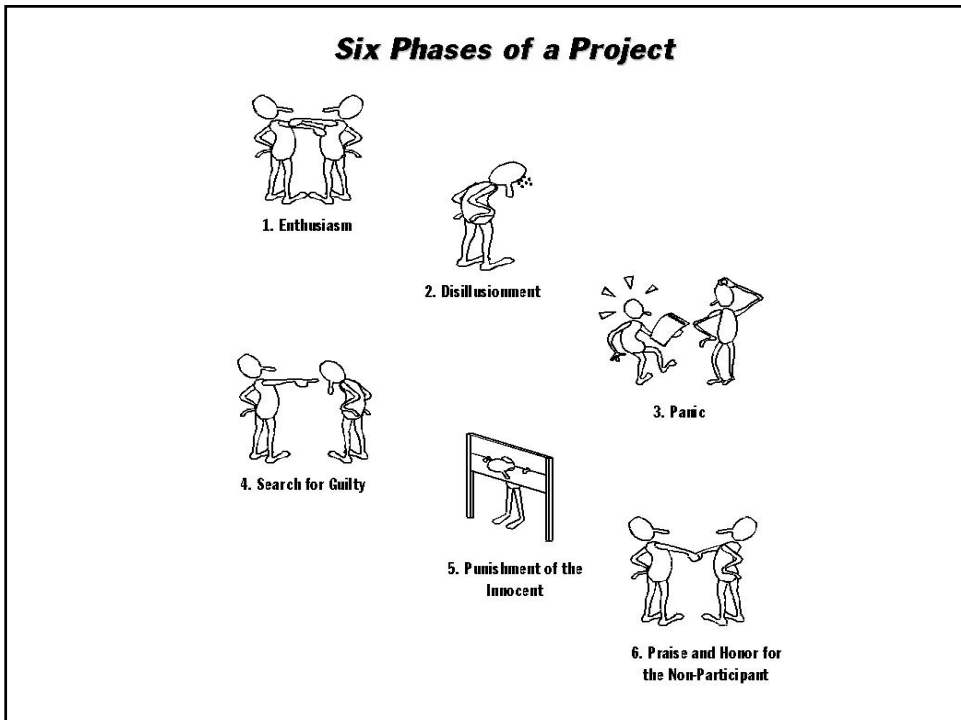 Six Phases of a Project
1. Enthusiasm
2. Disillusionment
3. Panic
4. Search for Guilty
5. Punishment of the
Innocent
6. Praise and Honor for
the Non-Participant